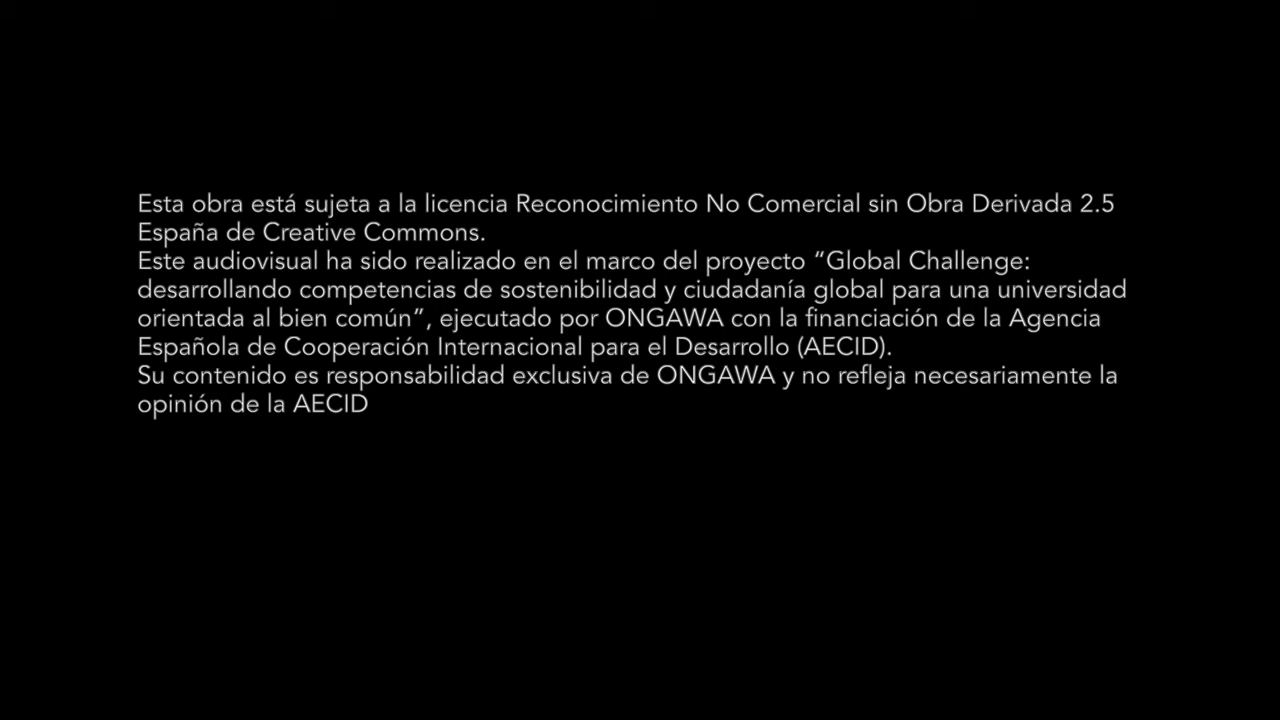 Esta obra está sujeta a la licencia Reconocimiento No Comercial sin Obra Derivada 2.5
España de Creative Commons.
Este audiovisual ha sido realizado en el marco del proyecto “Global Challenge:
desarrollando competencias de sostenibilidad y ciudadanía global para una universidad
orientada al bien común”, ejecutado por ONGAWA con la financiación de la Agencia
Española de Cooperación Internacional para el Desarrollo (AECID).
Su contenido es responsabilidad exclusiva de ONGAWA y no refleja necesariamente la
opinión de la AECID